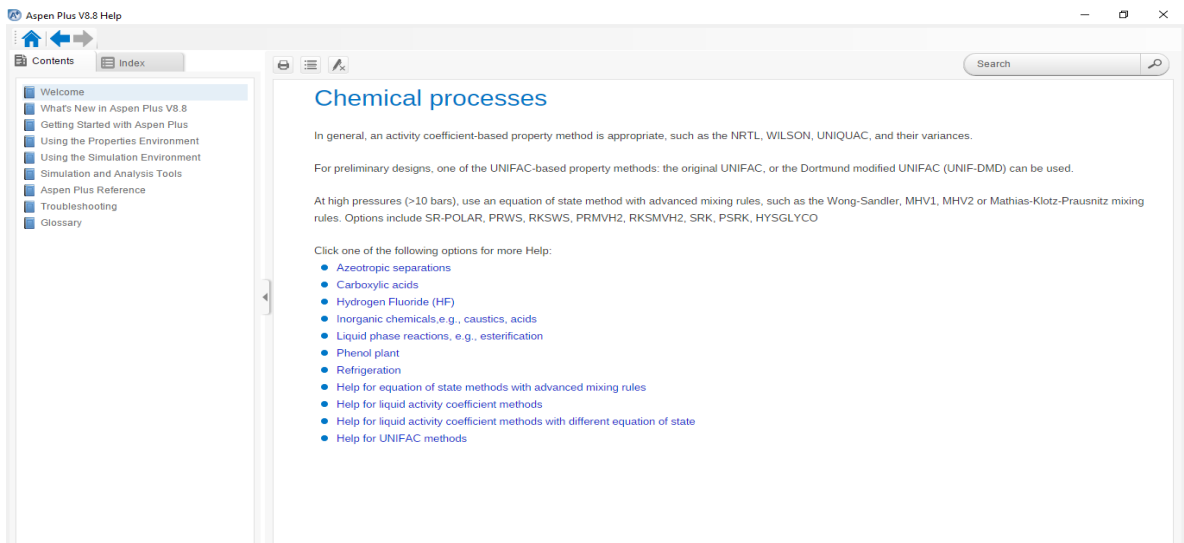 Aspen Plus V8.8 Help
Contents
Index
Search
Welcome
What's New in Aspen Plus V8.8
Getting Started with Aspen Plus
Using the Properties Environment
Using the Simulation Environment
Simulation and Analysis Tools
Aspen Plus Reference
Troubleshooting
Glossary
Chemical processes
In general, an activity coefficient-based property method is appropriate, such as the NRTL, WILSON, UNIQUAC, and their variances.
For preliminary designs, one of the UNIFAC-based property methods: the original UNIFAC, or the Dortmund modified UNIFAC (UNIF-DMD) can be used.
At high pressures (>10 bars), use an equation of state method with advanced mixing rules, such as the Wong-Sandler, MHV1, MHV2 or Mathias-Klotz-Prausnitz mixing
rules. Options include SR-POLAR, PRWS, RKSWS, PRMVH2, RKSMVH2, SRK, PSRK, HYSGLYCO
Click one of the following options for more Help:
Azeotropic separations
Carboxylic acids
Hydrogen Fluoride (HF)
Inorganic chemicals,e.g., caustics, acids
Liquid phase reactions, e.g., esterification
Phenol plant
Refrigeration
Help for equation of state methods with advanced mixing rules
Help for liquid activity coefficient methods
Help for liquid activity coefficient methods with different equation of state
Help for UNIFAC methods